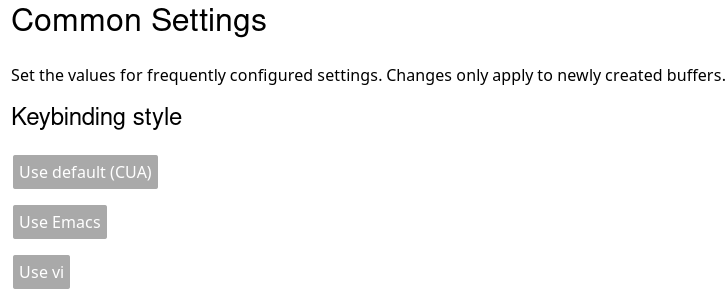 Common Settings
Set the values for frequently configured settings. Changes only apply to newly created buffers.
Keybinding style
Use default (CUA)
Use Emacs
Use vi